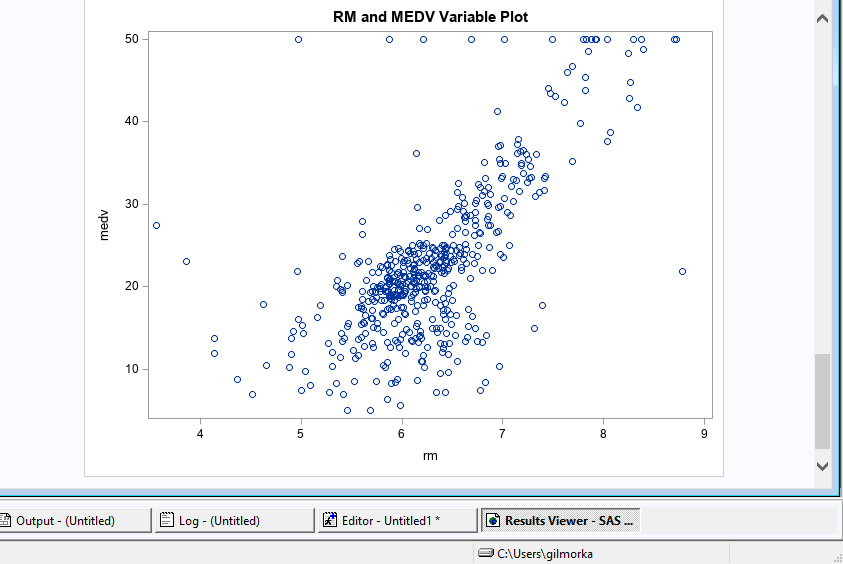 RM and MEDV Variable Plot
50
40
30
20
10
medv
4 5 6 7 8 9
rm
Output - (Untitled) Log - (Untitled) Editor - Untitled1 * Results Viewer - SAS ...
C:\Users\gilmorka